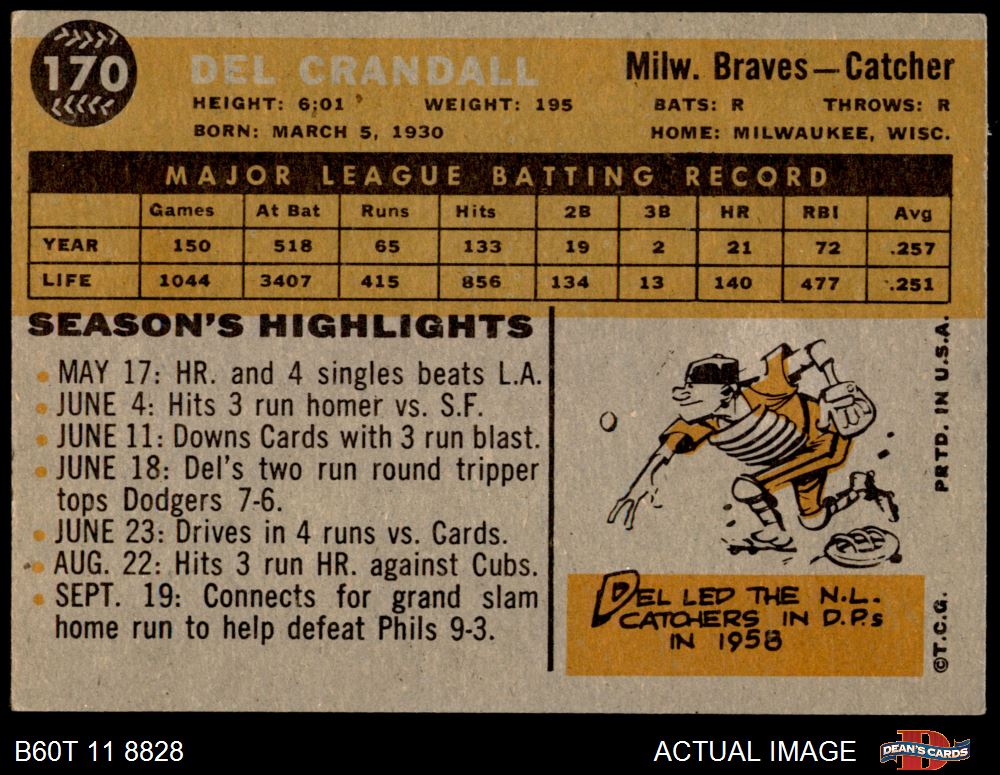 170
DEL CRANDALL
Milw. Braves—Catcher
HEIGHT: 6;01 WEIGHT: 195 BATS: R THROWS: R
BORN: MARCH 5, 1930 HOME: MILWAUKEE, WISC.
MAJOR LEAGUE BATTING RECORD
Games At Bat Runs Hits 2B 3B HR RBI Avg
YEAR 150 518 65 133 19 2 21 72 .257
LIFE 1044 3407 415 856 134 13 140 477 .251
SEASON'S HIGHLIGHTS
• MAY 17: HR. and 4 singles beats L.A.
• JUNE 4: Hits 3 run homer vs. S.F.
• JUNE 11: Downs Cards with 3 run blast.
• JUNE 18: Del's two run round tripper
tops Dodgers 7-6.
• JUNE 23: Drives in 4 runs vs. Cards.
• AUG. 22: Hits 3 run HR. against Cubs.
• SEPT. 19: Connects for grand slam
home run to help defeat Phils 9-3.
DEL LED THE N.L.
CATCHERS IN D.P.s
IN 1958
©T.C.G. PRTD. IN U.S.A.
B60T 11 8828
ACTUAL IMAGE
DEAN'S CARDS